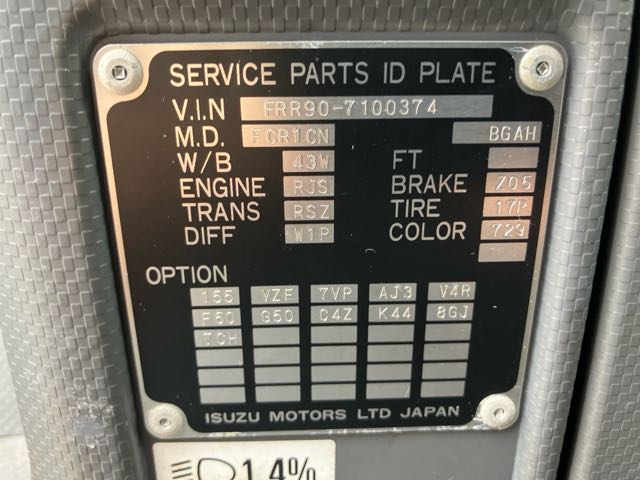 SERVICE PARTS ID PLATE
V.I.N FRR90-7100374
M.D. FCR1CN BGAH
W/B 43W FT
ENGINE RJS BRAKE Z05
TRANS RSZ TIRE 17P
DIFF W1P COLOR 729
OPTION
155 VZF 7VP AJ3 V4R
F60 G50 C4Z K44 8GJ
TCH
ISUZU MOTORS LTD JAPAN
1.4%